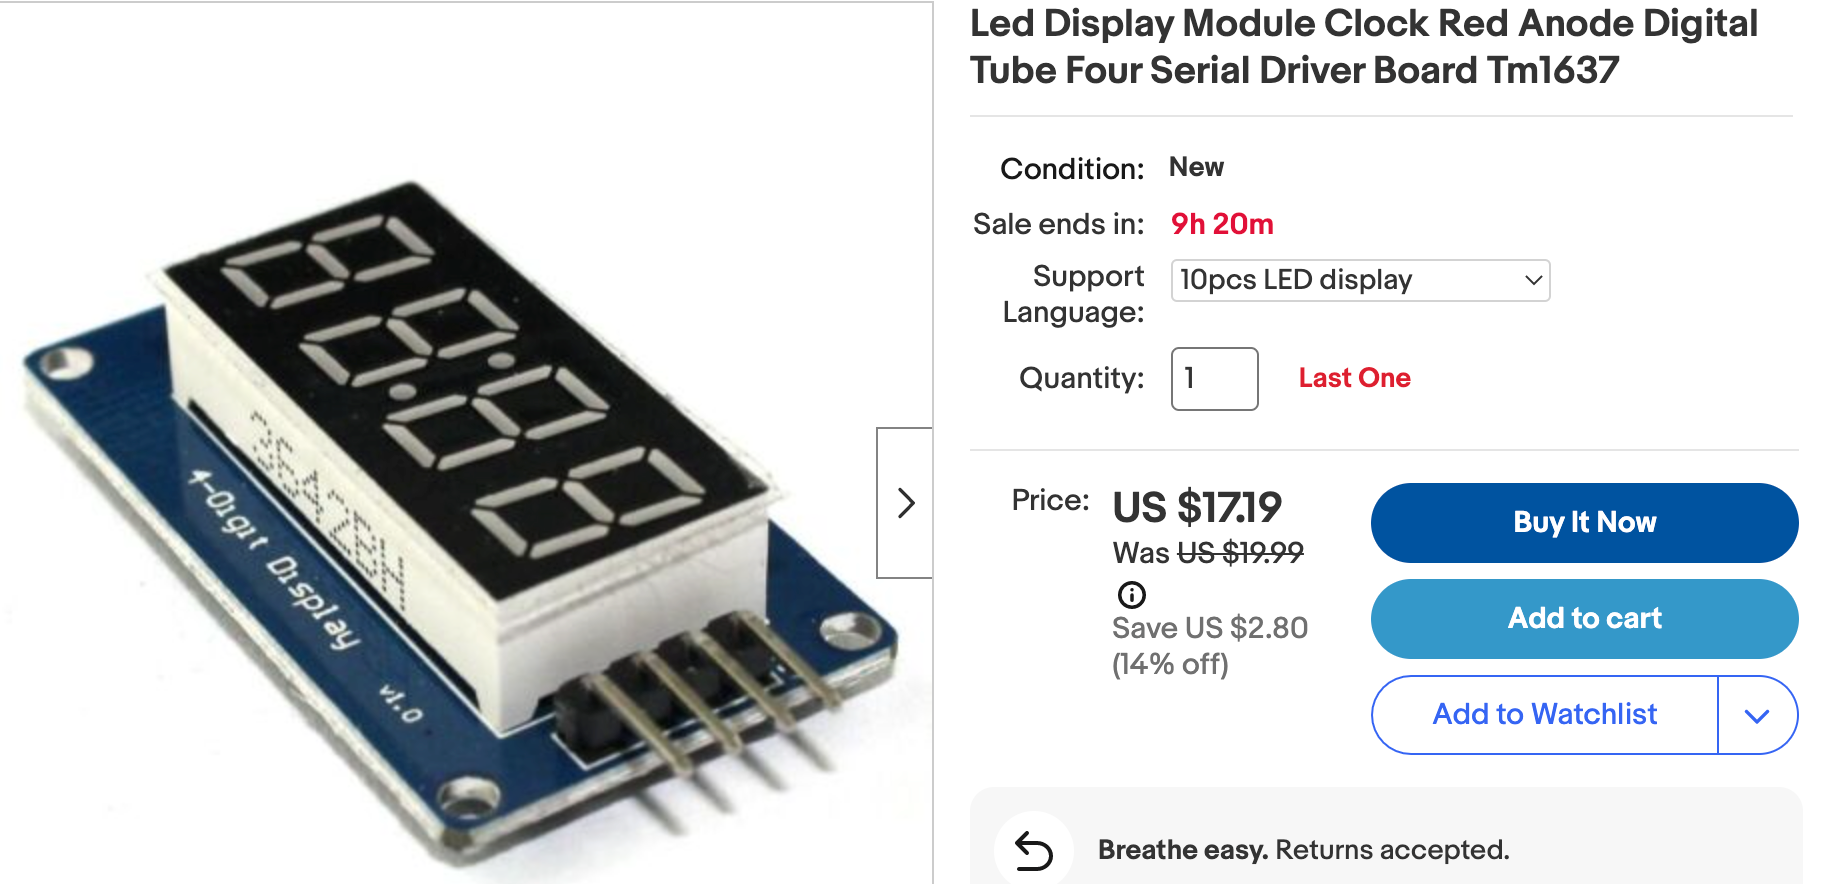 Led Display Module Clock Red Anode Digital
Tube Four Serial Driver Board Tm1637
Condition: New
Sale ends in: 9h 20m
Support
Language:
10pcs LED display
Quantity: 1 Last One
Price: US $17.19
Was US $19.99
Save US $2.80
(14% off)
Buy It Now
Add to cart
Add to Watchlist
Breathe easy. Returns accepted.
3642BH
4-Digit Display
v1.0